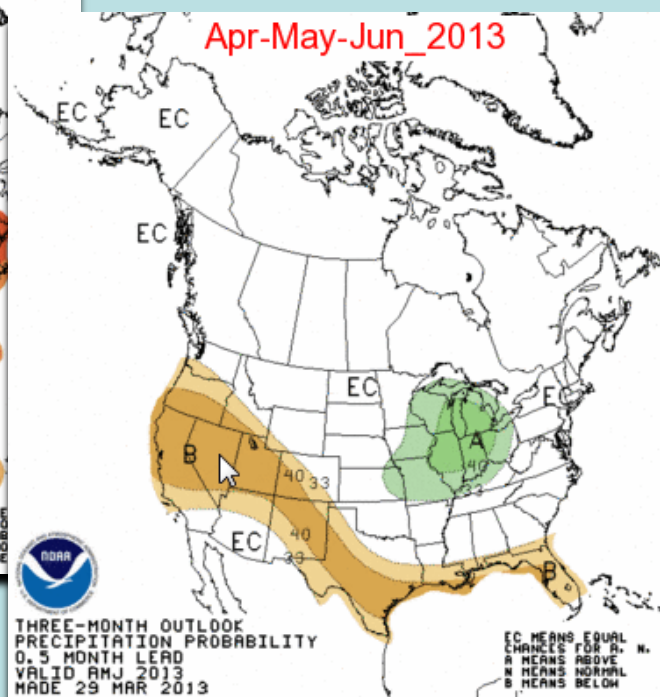 Apr-May-Jun_2013
EC
EC
EC
EC
EC
A
40
33
B
40 33
40
33
EC
B
NOAA
THREE-MONTH OUTLOOK
PRECIPITATION PROBABILITY
0.5 MONTH LEAD
VALID AMJ 2013
MADE 29 MAR 2013
EC MEANS EQUAL
CHANCES FOR A, N,
A MEANS ABOVE
N MEANS NORMAL
B MEANS BELOW